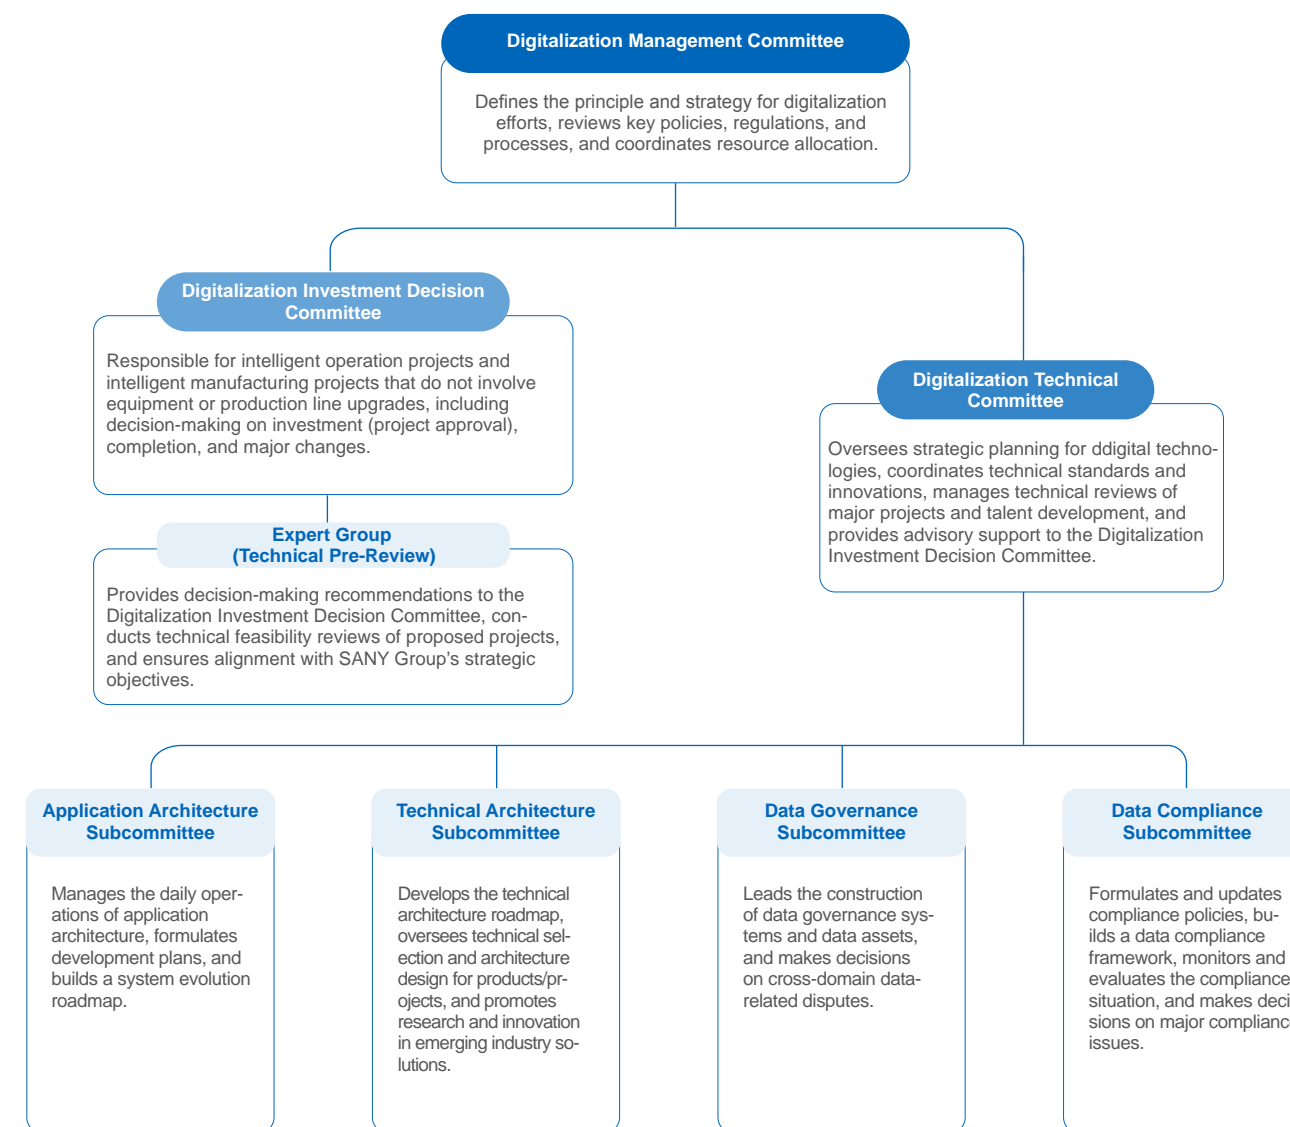 Digitalization Management Committee
Defines the principle and strategy for digitalization
efforts, reviews key policies, regulations, and
processes, and coordinates resource allocation.
Digitalization Investment Decision
Committee
Responsible for intelligent operation projects and
intelligent manufacturing projects that do not involve
equipment or production line upgrades, including
decision-making on investment (project approval),
completion, and major changes.
Digitalization Technical
Committee
Oversees strategic planning for ddigital techno-
logies, coordinates technical standards and
innovations, manages technical reviews of
major projects and talent development, and
provides advisory support to the Digitalization
Investment Decision Committee.
Expert Group
(Technical Pre-Review)
Provides decision-making recommendations to the
Digitalization Investment Decision Committee, con-
ducts technical feasibility reviews of proposed projects,
and ensures alignment with SANY Group's strategic
objectives.
Application Architecture
Subcommittee
Manages the daily oper-
ations of application
architecture, formulates
development plans, and
builds a system evolution
roadmap.
Technical Architecture
Subcommittee
Develops the technical
architecture roadmap,
oversees technical sel-
ection and architecture
design for products/pr-
ojects, and promotes
research and innovation
in emerging industry so-
lutions.
Data Governance
Subcommittee
Leads the construction
of data governance sys-
tems and data assets,
and makes decisions
on cross-domain data-
related disputes.
Data Compliance
Subcommittee
Formulates and updates
compliance policies, bu-
ilds a data compliance
framework, monitors and
evaluates the compliance
situation, and makes deci
sions on major complianc
issues.